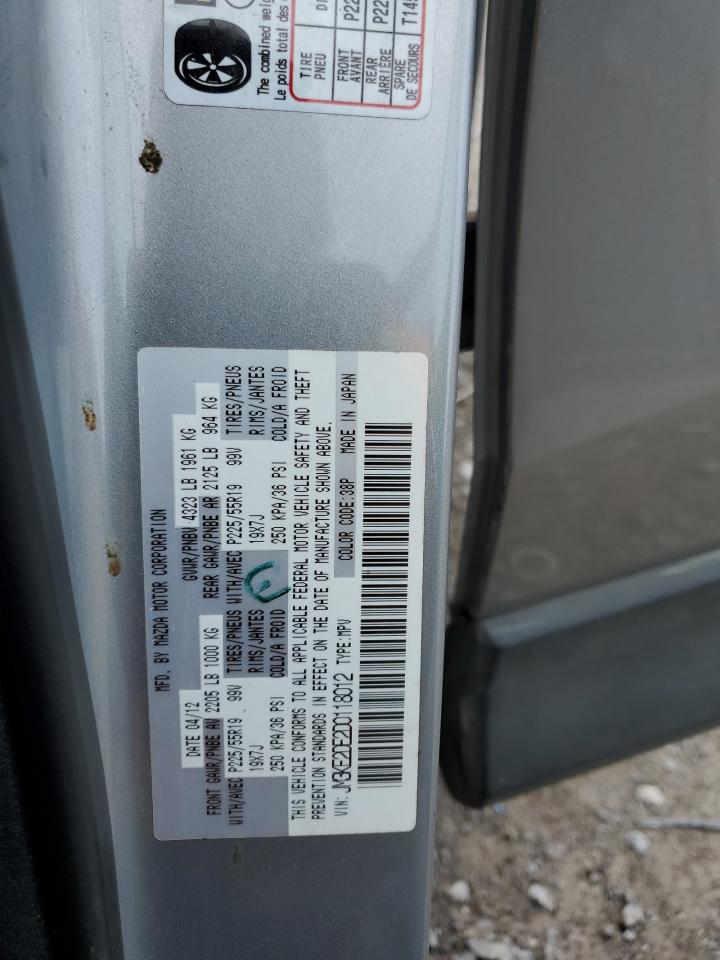 MFD. BY MAZDA MOTOR CORPORATION
DATE 04/12 GVWR/PNBV 4323 LB 1961 KG
FRONT GAWR/PNBE AV 2205 LB 1000 KG REAR GAWR/PNBE AR 2125 LB 964 KG
WITH/AVEC P225/55R19 99V TIRES/PNEUS WITH/AVEC P225/55R19 99V TIRES/PNEUS
19X7J RIMS/JANTES 19X7J RIMS/JANTES
250 KPA/36 PSI COLD/A FROID 250 KPA/36 PSI COLD/A FROID
THIS VEHICLE CONFORMS TO ALL APPLICABLE FEDERAL MOTOR VEHICLE SAFETY AND THEFT
PREVENTION STANDARDS IN EFFECT ON THE DATE OF MANUFACTURE SHOWN ABOVE.
VIN: JM3KE2DE2D0118012 TYPE:MPV COLOR CODE:38P MADE IN JAPAN
The combined weig
Le poids total des
TIRE
PNEU
FRONT
AVANT P22
REAR
ARRIÈRE P22
SPARE
DE SECOURS